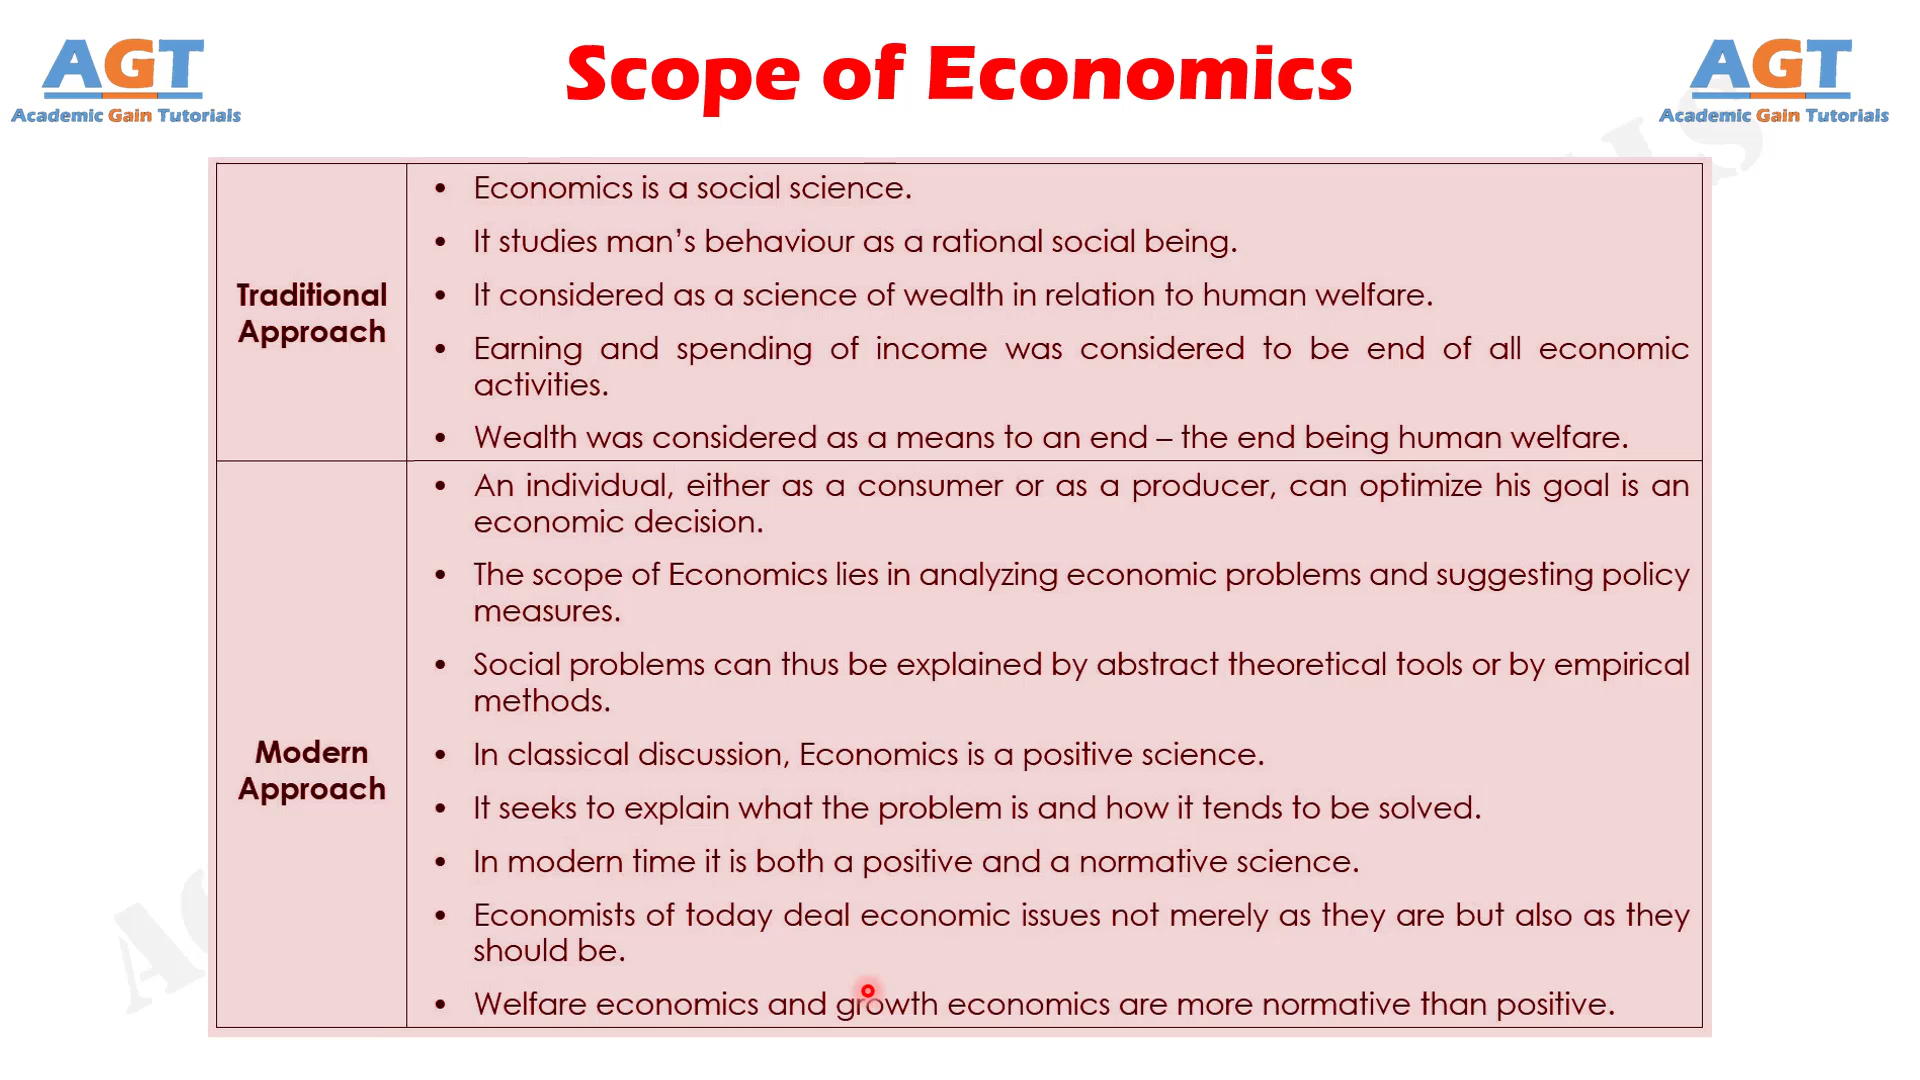 AGT
Academic Gain Tutorials
Scope of Economics
AGT
Academic Gain Tutorials
Traditional
Approach
• Economics is a social science.
• It studies man’s behaviour as a rational social being.
• It considered as a science of wealth in relation to human welfare.
• Earning and spending of income was considered to be end of all economic
activities.
• Wealth was considered as a means to an end – the end being human welfare.
Modern
Approach
• An individual, either as a consumer or as a producer, can optimize his goal is an
economic decision.
• The scope of Economics lies in analyzing economic problems and suggesting policy
measures.
• Social problems can thus be explained by abstract theoretical tools or by empirical
methods.
• In classical discussion, Economics is a positive science.
• It seeks to explain what the problem is and how it tends to be solved.
• In modern time it is both a positive and a normative science.
• Economists of today deal economic issues not merely as they are but also as they
should be.
• Welfare economics and growth economics are more normative than positive.